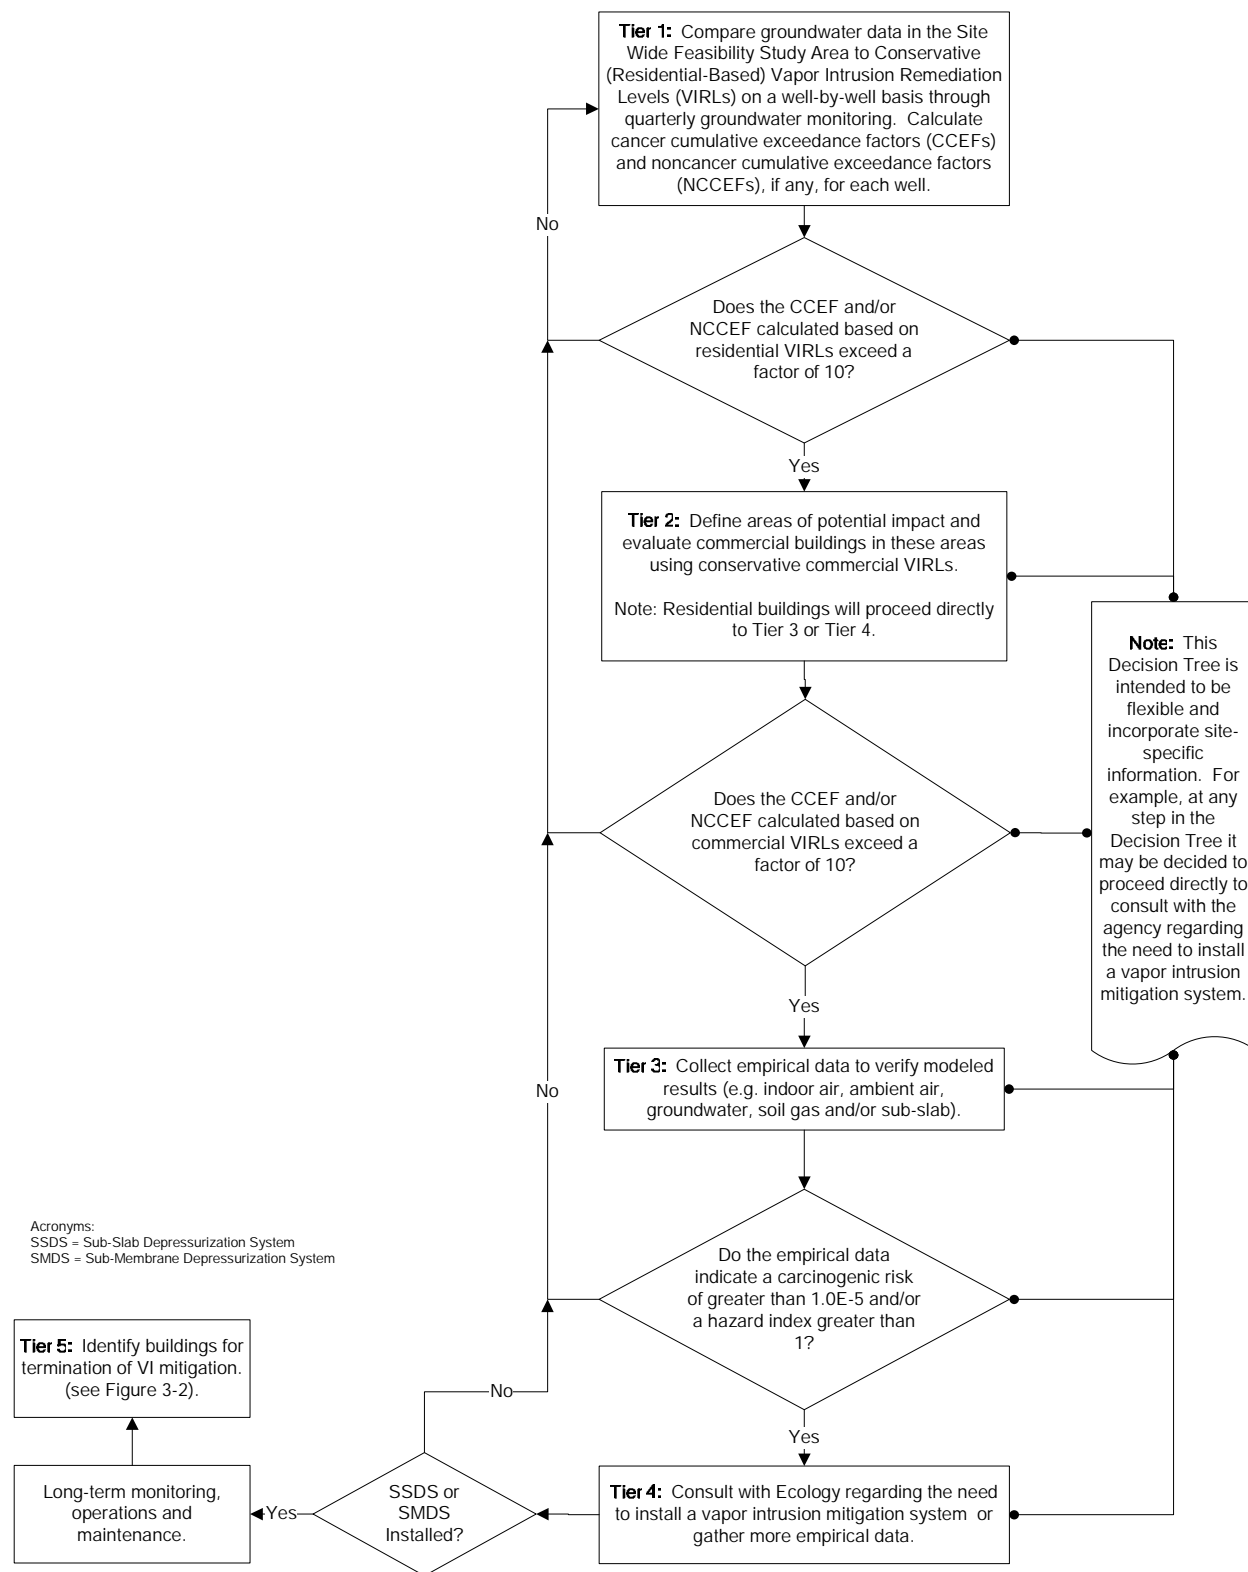 Tier 1: Compare groundwater data in the Site
Wide Feasibility Study Area to Conservative
(Residential-Based) Vapor Intrusion Remediation
Levels (VIRLs) on a well-by-well basis through
quarterly groundwater monitoring. Calculate
cancer cumulative exceedance factors (CCEFs)
and noncancer cumulative exceedance factors
(NCCEFs), if any, for each well.
No
Does the CCEF and/or
NCCEF calculated based on
residential VIRLs exceed a
factor of 10?
Yes
Tier 2: Define areas of potential impact and
evaluate commercial buildings in these areas
using conservative commercial VIRLs.
Note: Residential buildings will proceed directly
to Tier 3 or Tier 4.
Note: This
Decision Tree is
intended to be
flexible and
incorporate site-
specific
information. For
example, at any
step in the
Decision Tree it
may be decided to
proceed directly to
consult with the
agency regarding
the need to install
a vapor intrusion
mitigation system.
Does the CCEF and/or
NCCEF calculated based on
commercial VIRLs exceed a
factor of 10?
Yes
No
Tier 3: Collect empirical data to verify modeled
results (e.g. indoor air, ambient air,
groundwater, soil gas and/or sub-slab).
Acronyms:
SSDS = Sub-Slab Depressurization System
SMDS = Sub-Membrane Depressurization System
Do the empirical data
indicate a carcinogenic risk
of greater than 1.0E-5 and/or
a hazard index greater than
1?
Yes
No
Tier 4: Consult with Ecology regarding the need
to install a vapor intrusion mitigation system or
gather more empirical data.
SSDS or
SMDS
Installed?
Yes
Long-term monitoring,
operations and
maintenance.
Tier 5: Identify buildings for
termination of VI mitigation.
(see Figure 3-2).